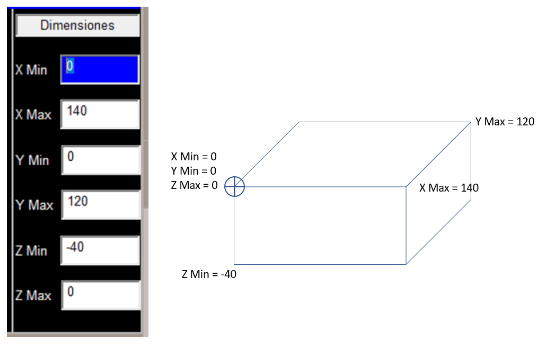 Dimensiones
X Min 0
X Max 140
Y Min 0
Y Max 120
Z Min -40
Z Max 0
Y Max = 120
X Min = 0
Y Min = 0
Z Max = 0
X Max = 140
Z Min = -40